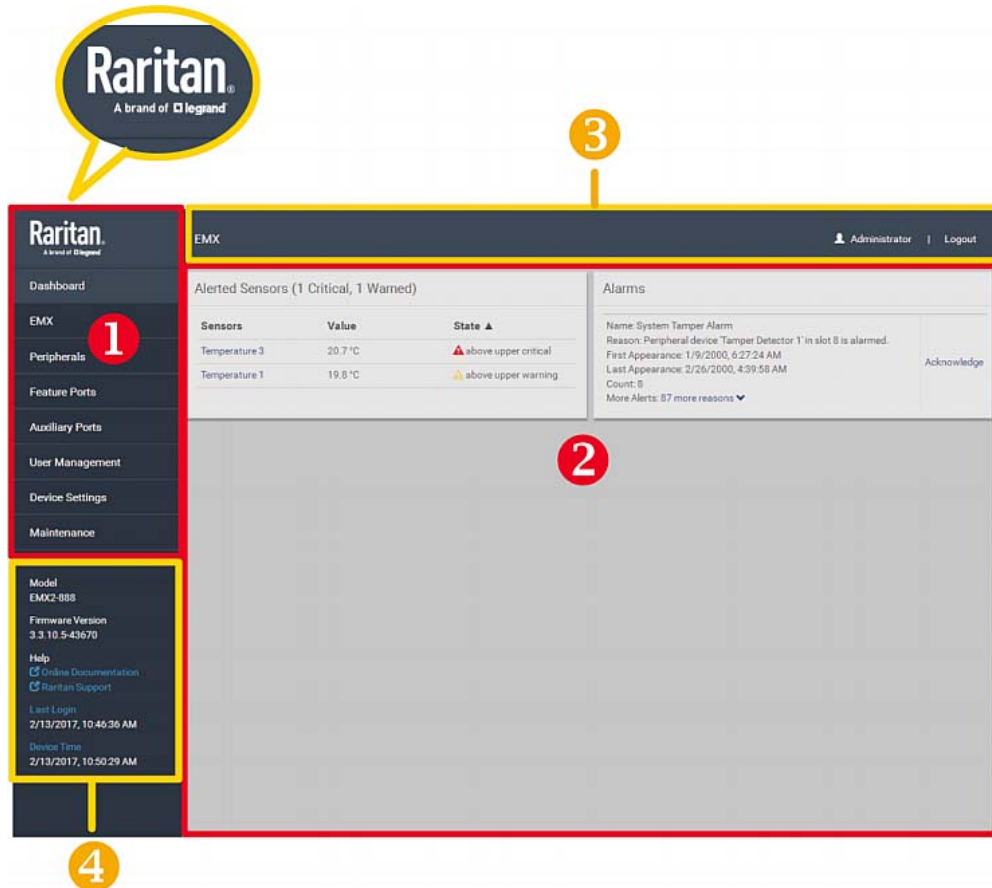 Raritan.
A brand of legrand
3
Raritan.
A brand of legrand
EMX
Administrator | Logout
Dashboard
EMX
1
Peripherals
Feature Ports
Auxiliary Ports
User Management
Device Settings
Maintenance
Alerted Sensors (1 Critical, 1 Warned)
Sensors Value State ▲
Temperature 3 20.7 °C above upper critical
Temperature 1 19.8 °C above upper warning
Alarms
Name: System Tamper Alarm
Reason: Peripheral device 'Tamper Detector 1' in slot 8 is alarmed.
First Appearance: 1/9/2000, 6:27:24 AM
Last Appearance: 2/26/2000, 4:39:58 AM
Count: 8
More Alerts: 87 more reasons
Acknowledge
2
Model
EMX2-888
Firmware Version
3.3.10.5-43670
Help
Online Documentation
Raritan Support
Last Login
2/13/2017, 10:46:36 AM
Device Time
2/13/2017, 10:50:29 AM
4